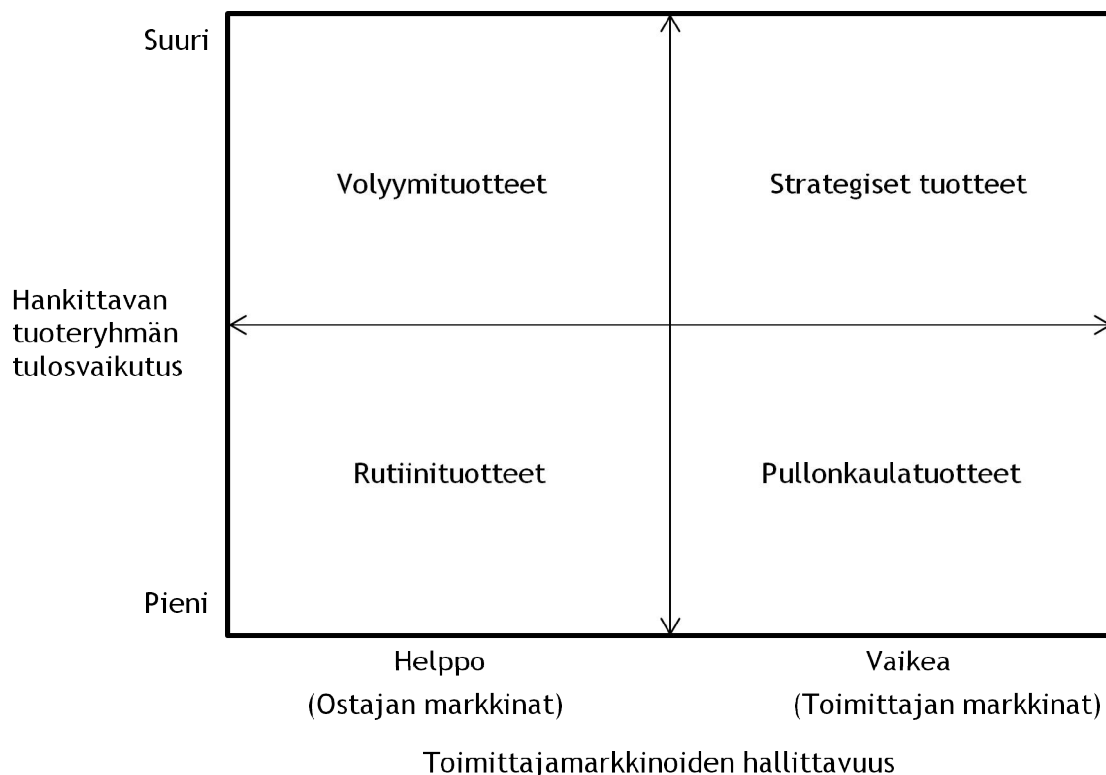 Suuri
Volyymituotteet
Strategiset tuotteet
Hankittavan
tuoteryhmän
tulosvaikutus
Rutiinituotteet
Pullonkaulatuotteet
Pieni
Helppo
Vaikea
(Ostajan markkinat)
(Toimittajan markkinat)
Toimittajamarkkinoiden hallittavuus